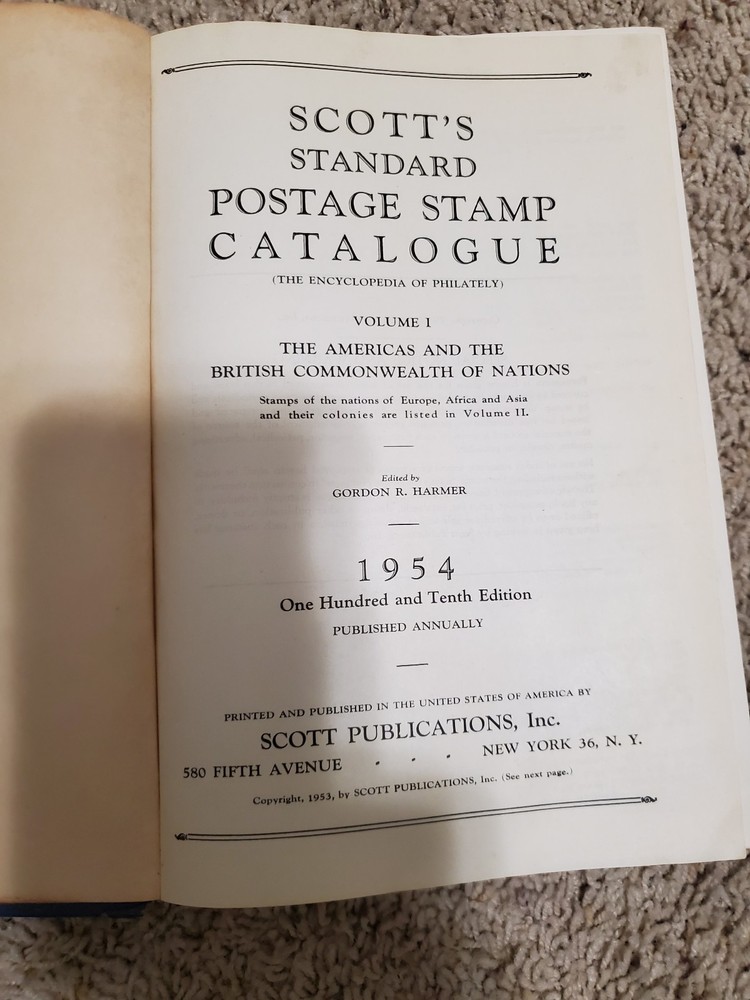 SCOTT'S
STANDARD
POSTAGE STAMP
CATALOGUE
(THE ENCYCLOPEDIA OF PHILATELY)
VOLUME I
THE AMERICAS AND THE
BRITISH COMMONWEALTH OF NATIONS
Stamps of the nations of Europe, Africa and Asia
and their colonies are listed in Volume II.
Edited by
GORDON R. HARMER
1954
One Hundred and Tenth Edition
PUBLISHED ANNUALLY
PRINTED AND PUBLISHED IN THE UNITED STATES OF AMERICA BY
SCOTT PUBLICATIONS, Inc.
580 FIFTH AVENUE - - - NEW YORK 36, N. Y.
Copyright, 1953, by SCOTT PUBLICATIONS, Inc. (See next page.)